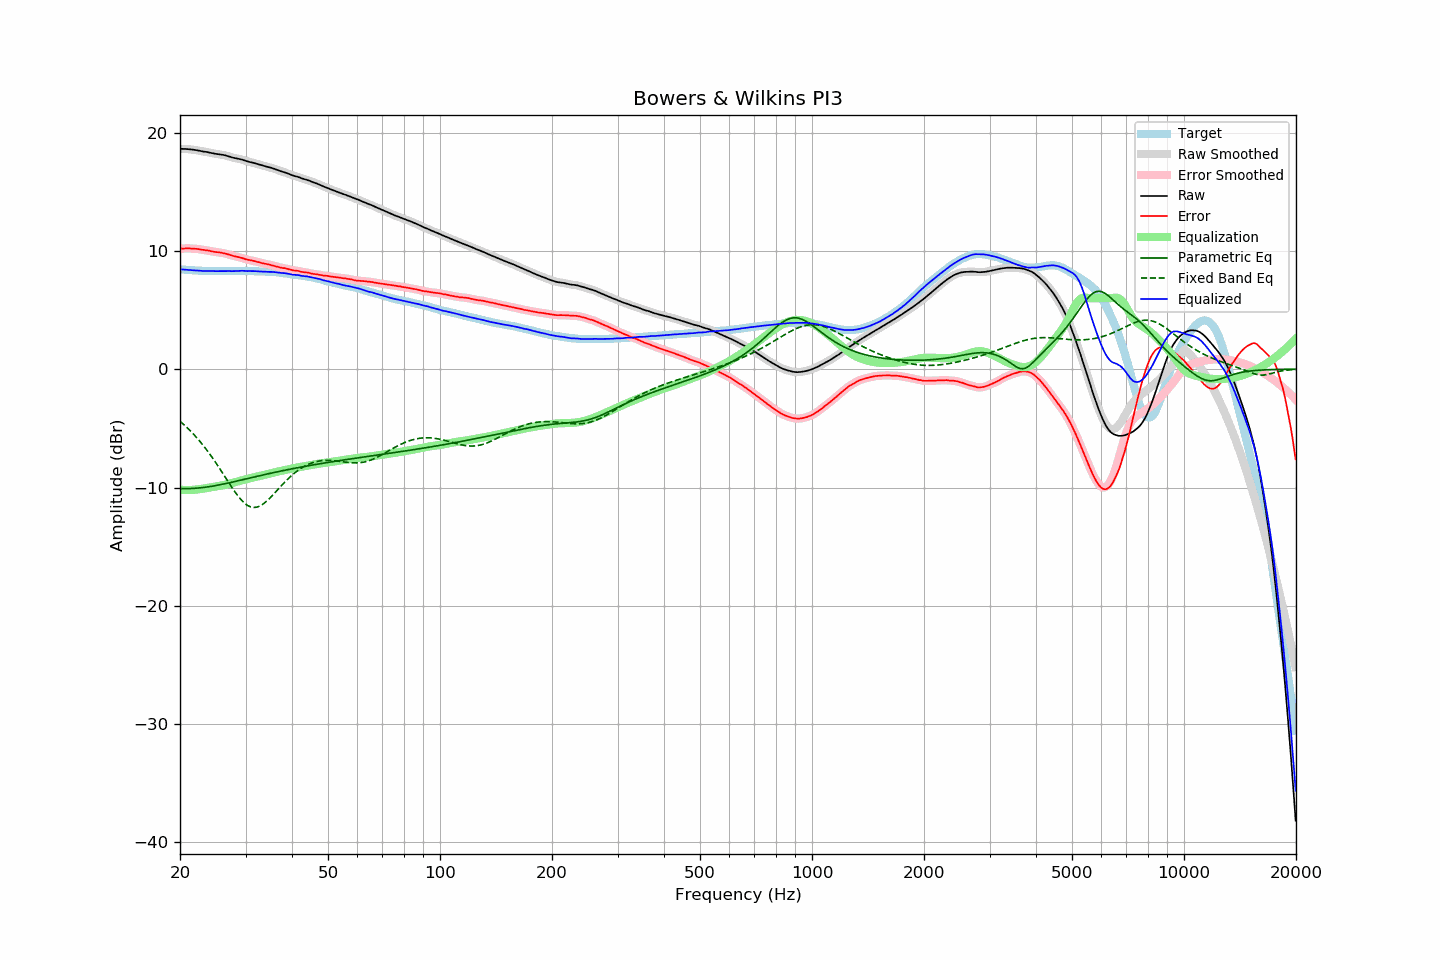 Bowers & Wilkins PI3
Target
Raw Smoothed
Error Smoothed
Raw
Error
Equalization
Parametric Eq
Fixed Band Eq
Equalized
Amplitude (dBr)
20
10
0
−10
−20
−30
−40
20 50 100 200 500 1000 2000 5000 10000 20000
Frequency (Hz)